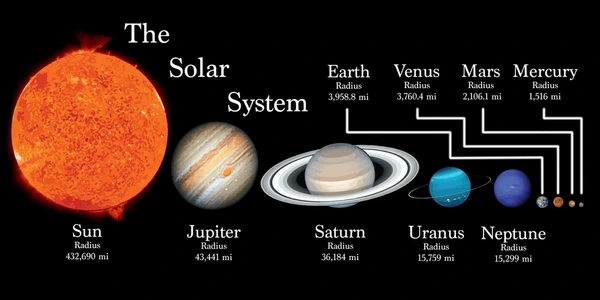 The
Solar
System
Earth
Radius
3,958.8 mi
Venus
Radius
3,760.4 mi
Mars
Radius
2,106.1 mi
Mercury
Radius
1,516 mi
Sun
Radius
432,690 mi
Jupiter
Radius
43,441 mi
Saturn
Radius
36,184 mi
Uranus
Radius
15,759 mi
Neptune
Radius
15,299 mi